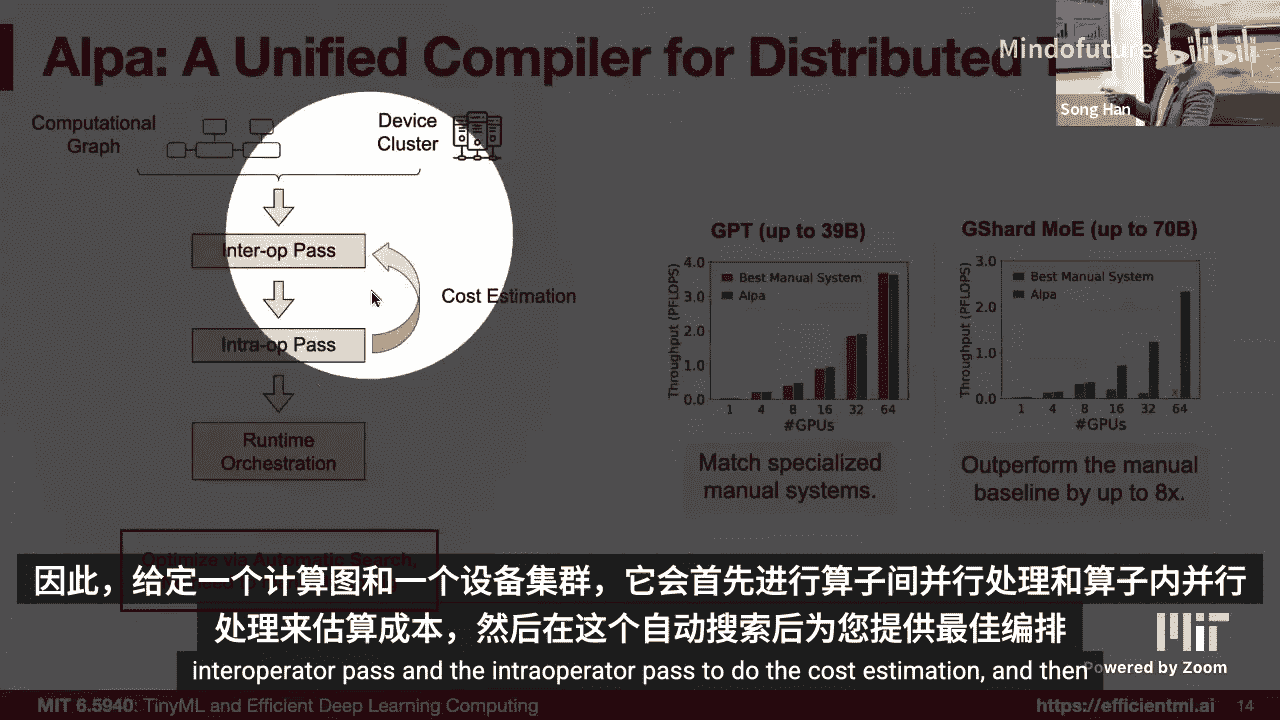 Alpa: A Unified Compiler for Distributed T
Mindofuture
bilibili
Song Han
Computational
Graph
Device
Cluster
Inter-op Pass
Cost Estimation
Intra-op Pass
Runtime
Orchestration
Optimize via Automatic Search,
GPT (up to 39B)
Throughput (PFLOPS)
4.0
3.0
2.0
1.0
0.0
Best Manual System
Alpa
1 4 8 16 32 64
#GPUs
Match specialized
manual systems.
GShard MoE (up to 70B)
Throughput (PFLOPS)
3.0
2.0
1.0
0.0
Best Manual System
Alpa
x
1 4 8 16 32 64
#GPUs
Outperform the manual
baseline by up to 8x.
因此，给定一个计算图和一个设备集群，它会首先进行算子间并行处理和算子内并行
处理来估算成本，然后在这个自动搜索后为您提供最佳编排
interoperator pass and the intraoperator pass to do the cost estimation, and then
MIT
Powered by Zoom
MIT 6.5940: TinyML and Efficient Deep Learning Computing
https://efficientml.ai
14